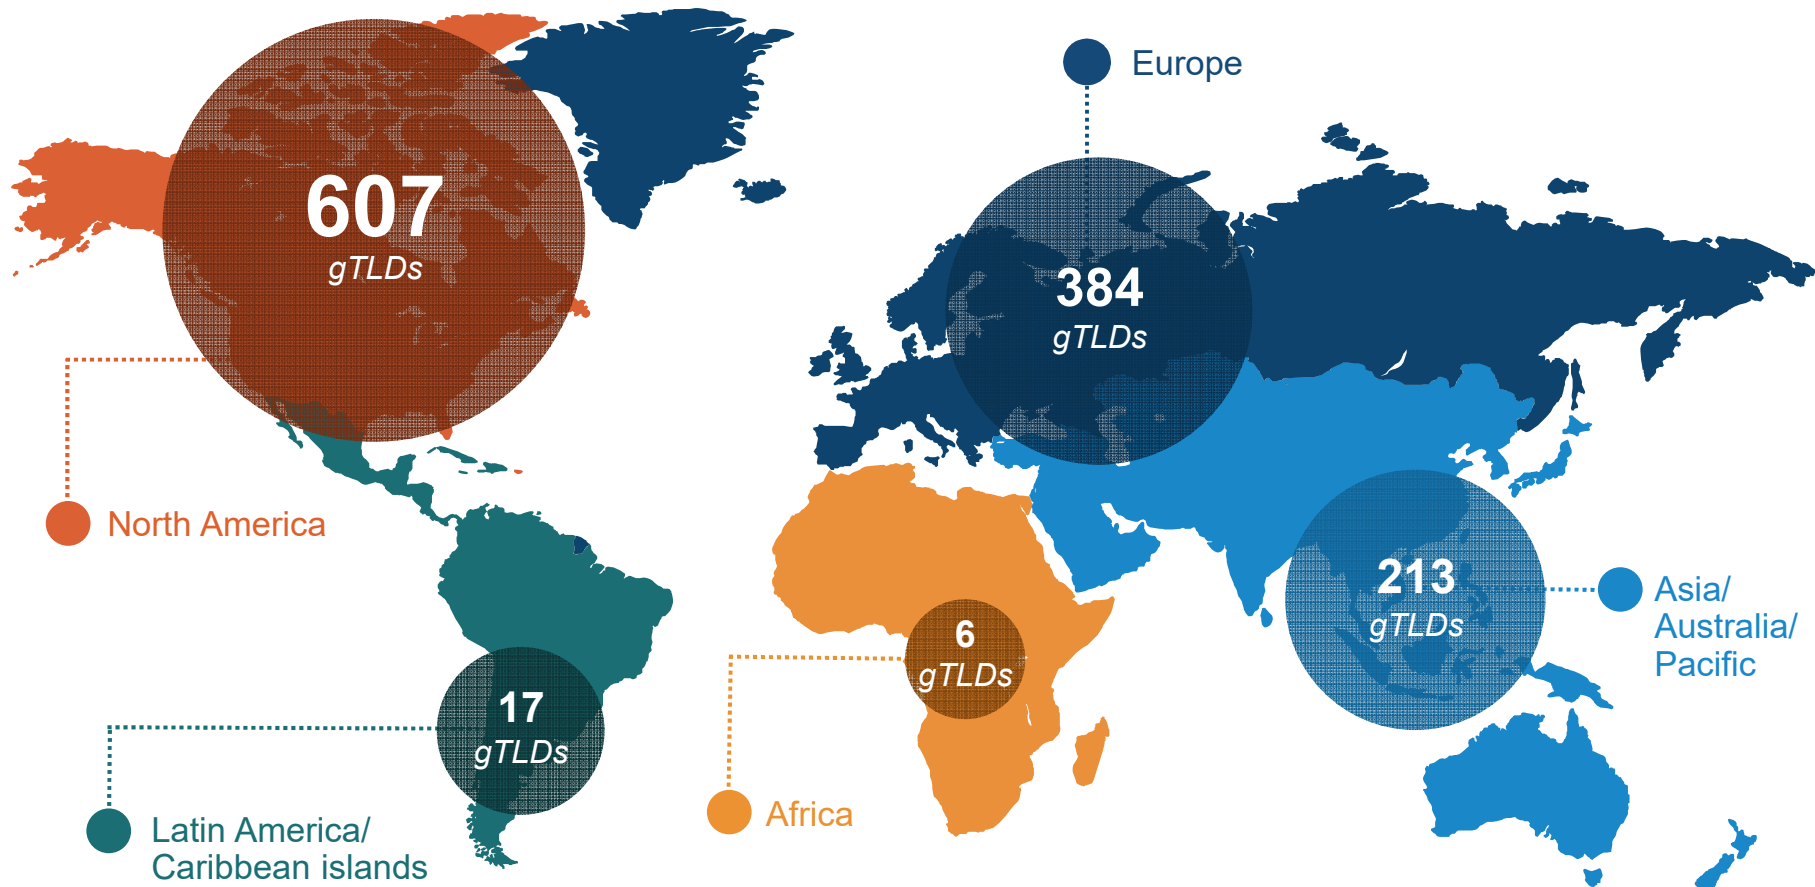 Europe
607
gTLDs
384
gTLDs
North America
213
gTLDs
Asia/
Australia/
Pacific
6
gTLDs
17
gTLDs
Africa
Latin America/
Caribbean islands